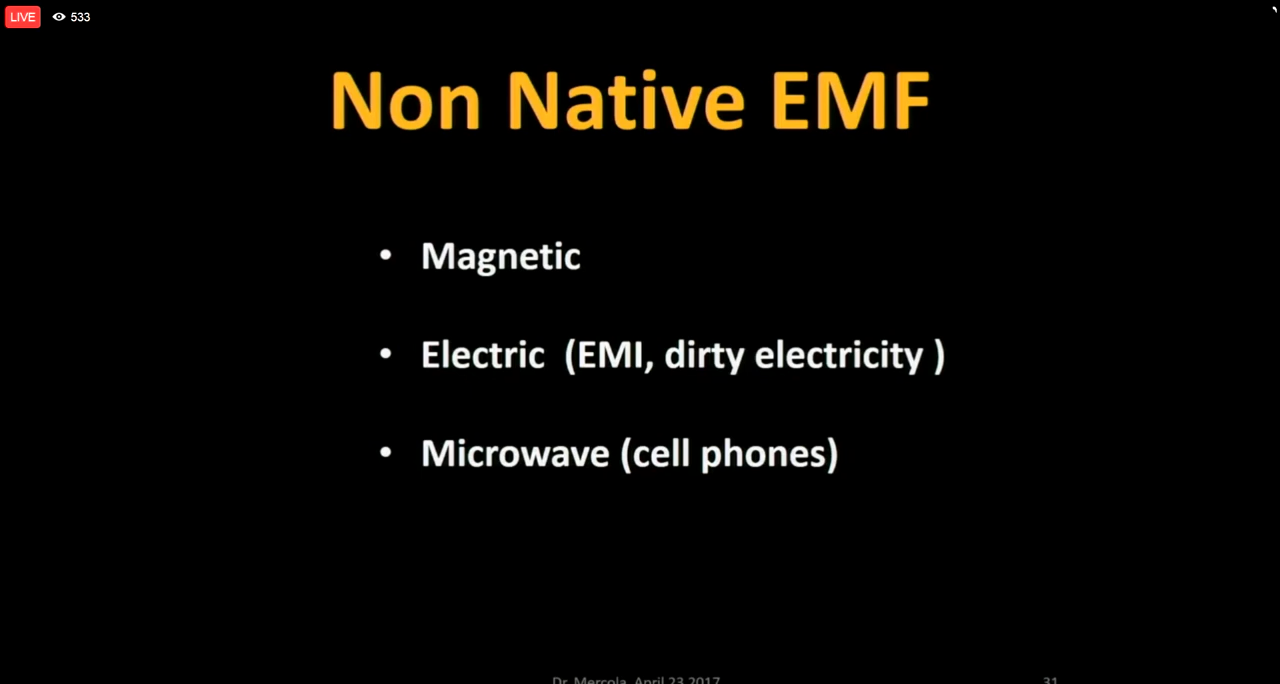 LIVE 533
Non Native EMF
• Magnetic
• Electric (EMI, dirty electricity )
• Microwave (cell phones)
Dr. Mercola, April 23 2017 31